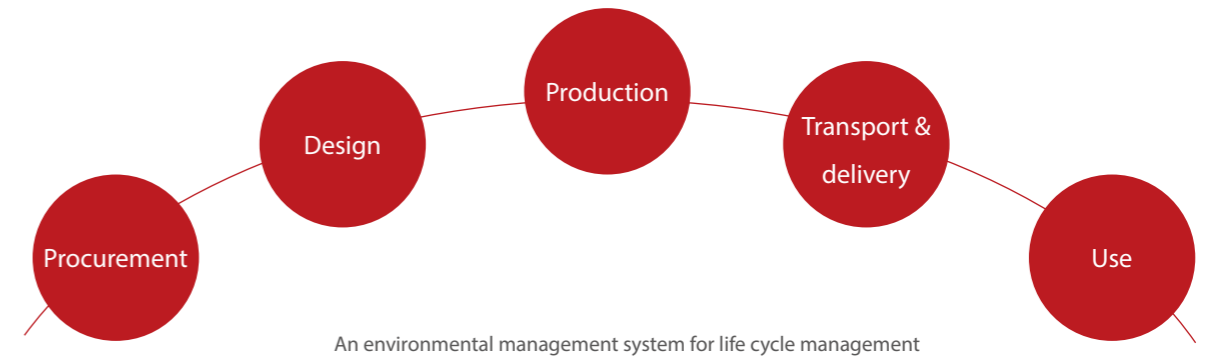 Procurement
Design
Production
Transport &
delivery
Use
An environmental management system for life cycle management